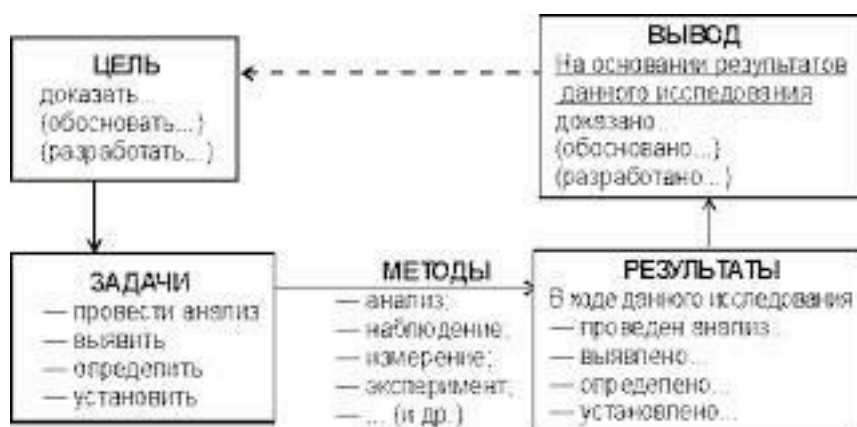 ЦЕЛЬ
доказать...
(обосновать...)
(разработать...)
ВЫВОД
На основании результатов
данного исследования
доказано...
(обосновано...)
(разработано...)
ЗАДАЧИ
— провести анализ
— выявить
— определить
— установить
МЕТОДЫ
— анализ;
— наблюдение;
— измерение;
— эксперимент;
— ... (и др.)
РЕЗУЛЬТАТЫ
В ходе данного исследования
— проведен анализ...
— выявлено...
— определено...
— установлено...